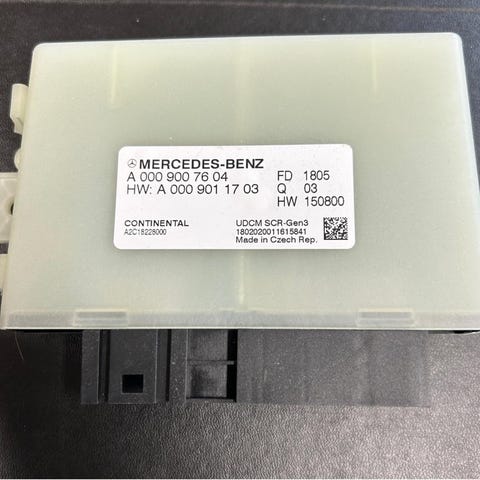 MERCEDES-BENZ
A 000 900 76 04 FD 1805
HW: A 000 901 17 03 Q 03
HW 150800
CONTINENTAL UDCM SCR-Gen3
A2C18228000 1802020011615841
Made in Czech Rep.